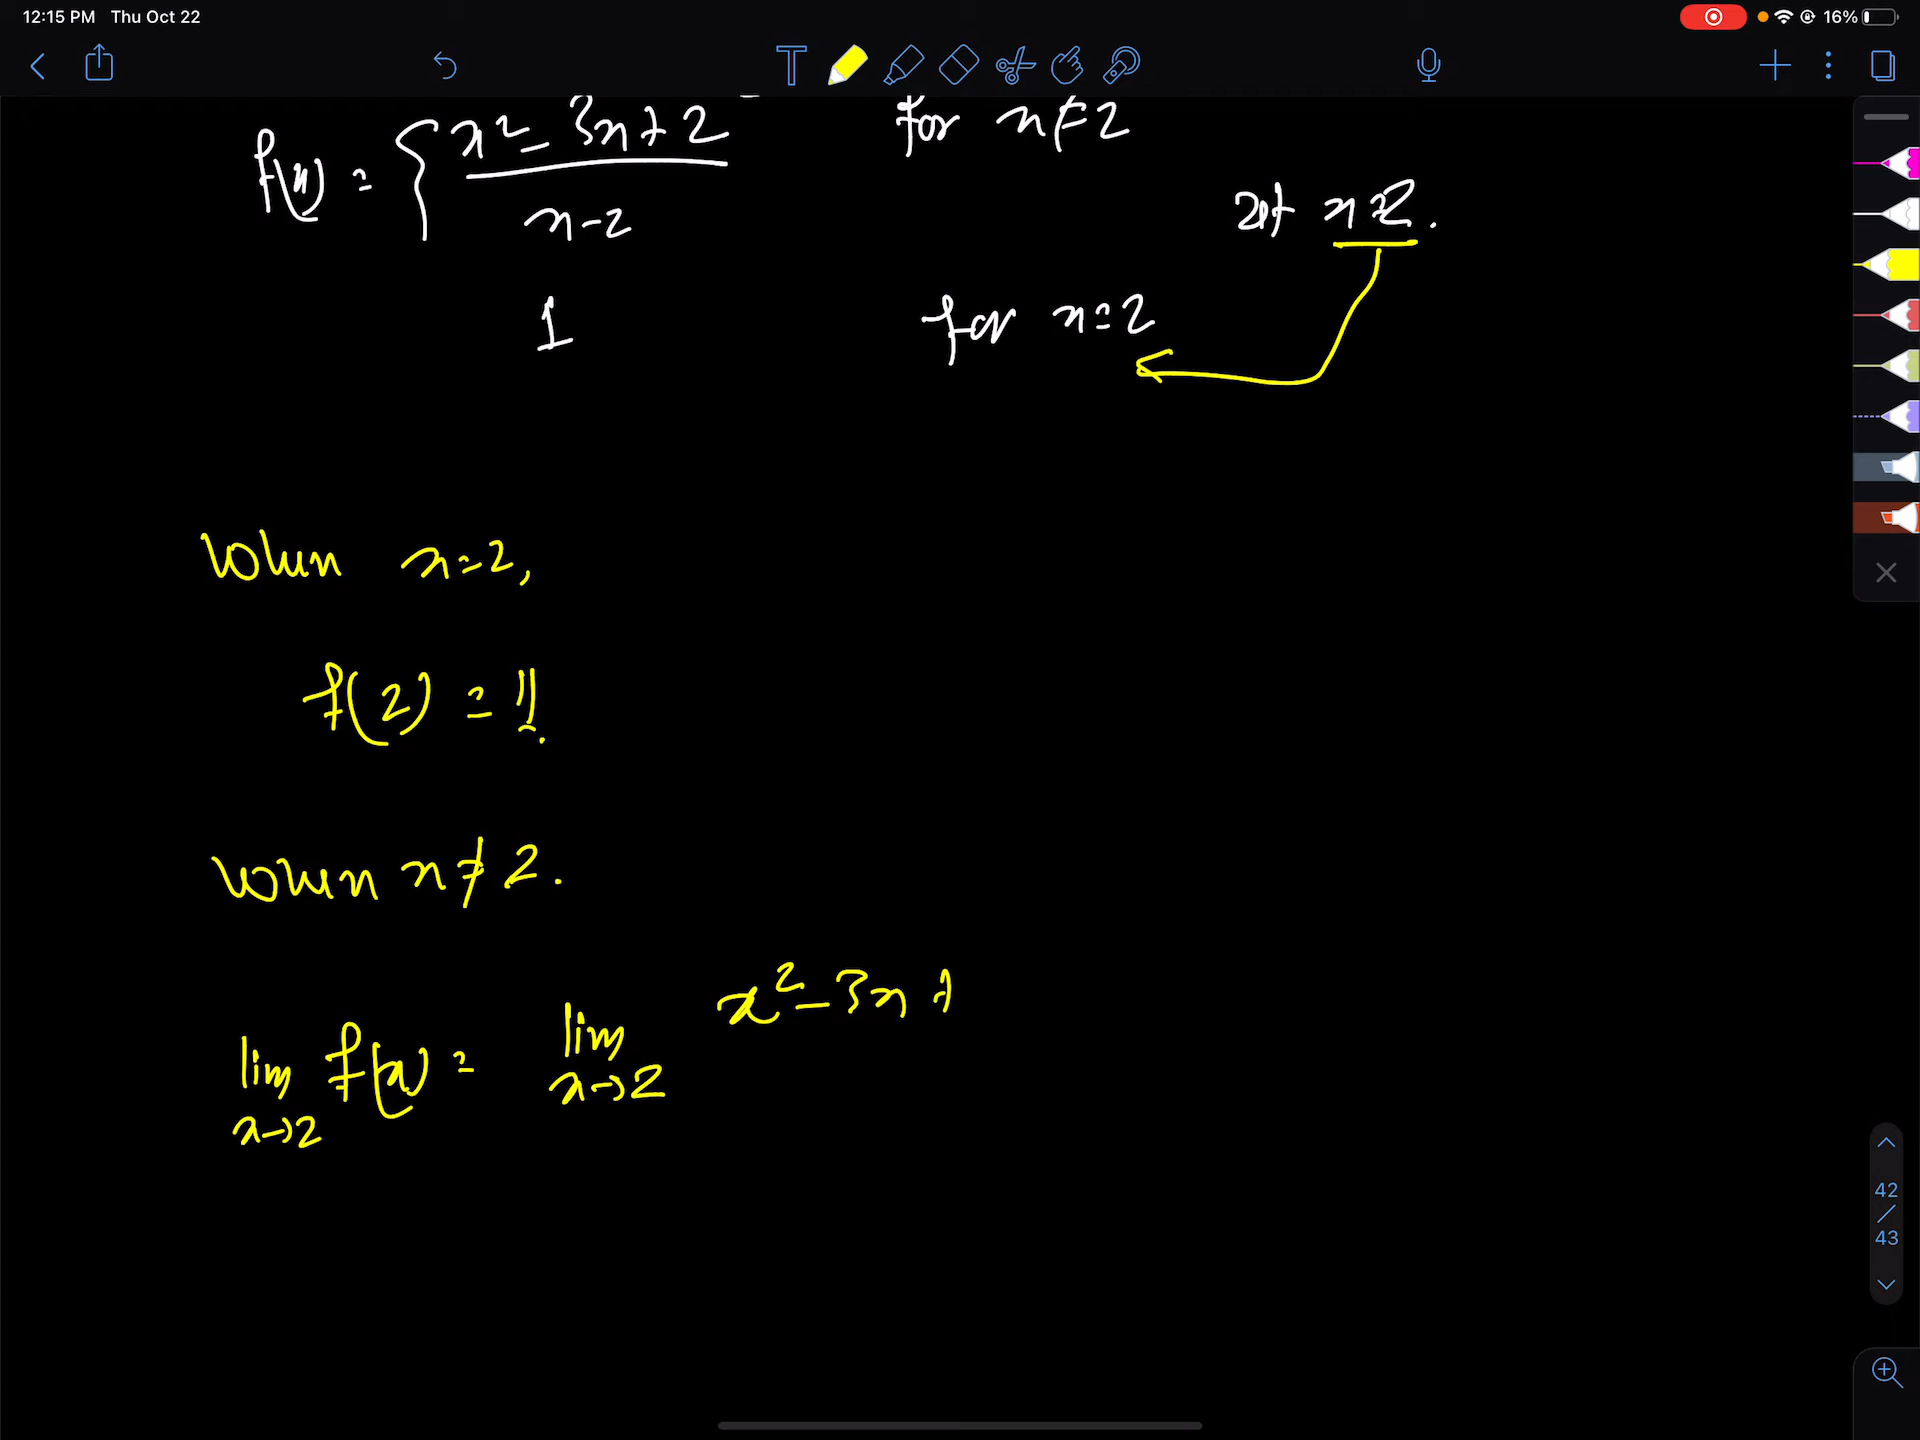 12:15 PM Thu Oct 22
16%
f(x) = { x² - 3x + 2 for x ≠ 2
x - 2
at x = 2.
1 for x = 2
When x = 2,
f(2) = 1.
When x ≠ 2.
x² - 3x +
lim f(x) = lim
x→2 x→2
42
/
43